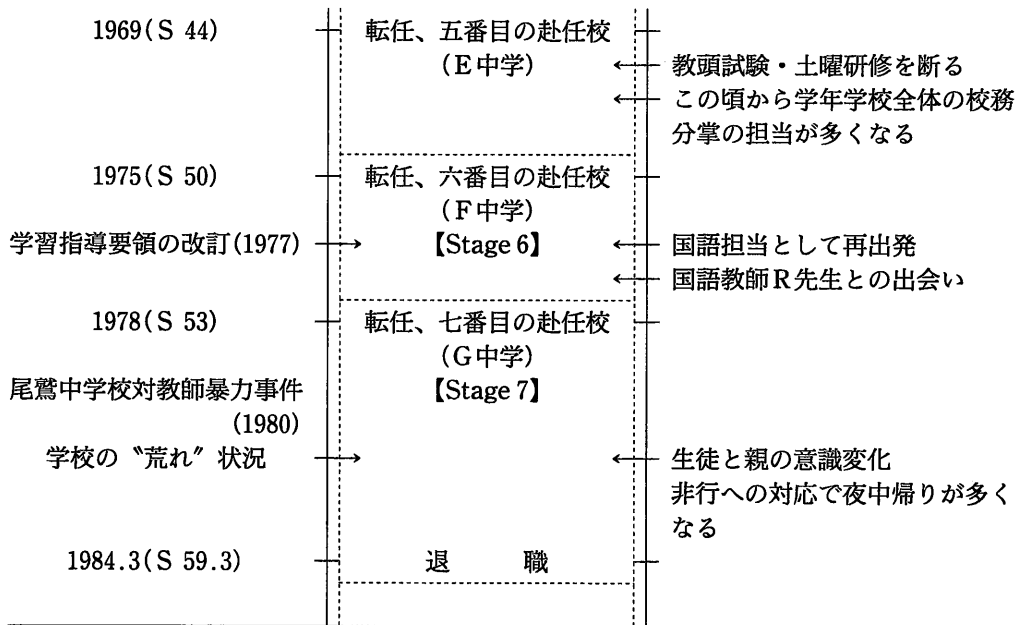 1969(S 44)
転任、五番目の赴任校
(E中学)
教頭試験・土曜研修を断る
この頃から学年学校全体の校務
分掌の担当が多くなる
1975(S 50)
転任、六番目の赴任校
(F中学)
学習指導要領の改訂(1977)
【Stage 6】
国語担当として再出発
国語教師R先生との出会い
1978(S 53)
転任、七番目の赴任校
(G中学)
尾鷲中学校対教師暴力事件
(1980)
【Stage 7】
学校の〝荒れ〟状況
生徒と親の意識変化
非行への対応で夜中帰りが多く
なる
1984.3(S 59.3)
退 職